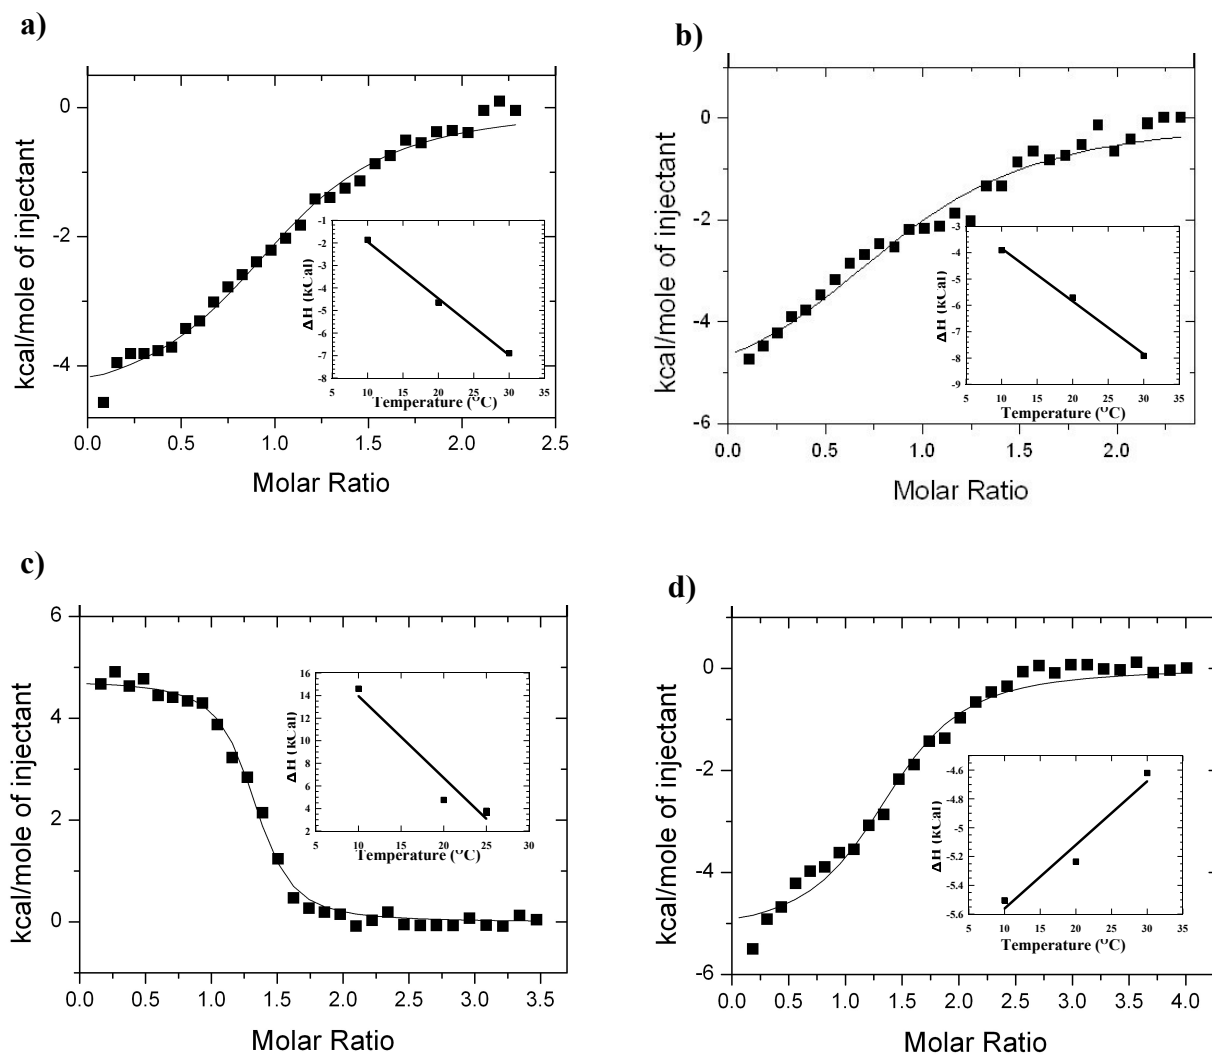 a)
0
-2
-4
kcal/mole of injectant
0.0 0.5 1.0 1.5 2.0 2.5
Molar Ratio
-1
-2
-3
-4
-5
-6
-7
-8
ΔH (kCal)
5 10 15 20 25 30 35
Temperature (°C)
b)
0
-2
-4
-6
kcal/mole of injectant
0.0 0.5 1.0 1.5 2.0
Molar Ratio
-3
-4
-5
-6
-7
-8
-9
ΔH (kCal)
5 10 15 20 25 30 35
Temperature (°C)
c)
6
4
2
0
kcal/mole of injectant
0.0 0.5 1.0 1.5 2.0 2.5 3.0 3.5
Molar Ratio
16
14
12
10
8
6
4
2
ΔH (kCal)
5 10 15 20 25 30
Temperature (°C)
d)
0
-2
-4
-6
kcal/mole of injectant
0.0 0.5 1.0 1.5 2.0 2.5 3.0 3.5 4.0
Molar Ratio
-4.6
-4.8
-5
-5.2
-5.4
-5.6
ΔH (kCal)
5 10 15 20 25 30 35
Temperature (°C)